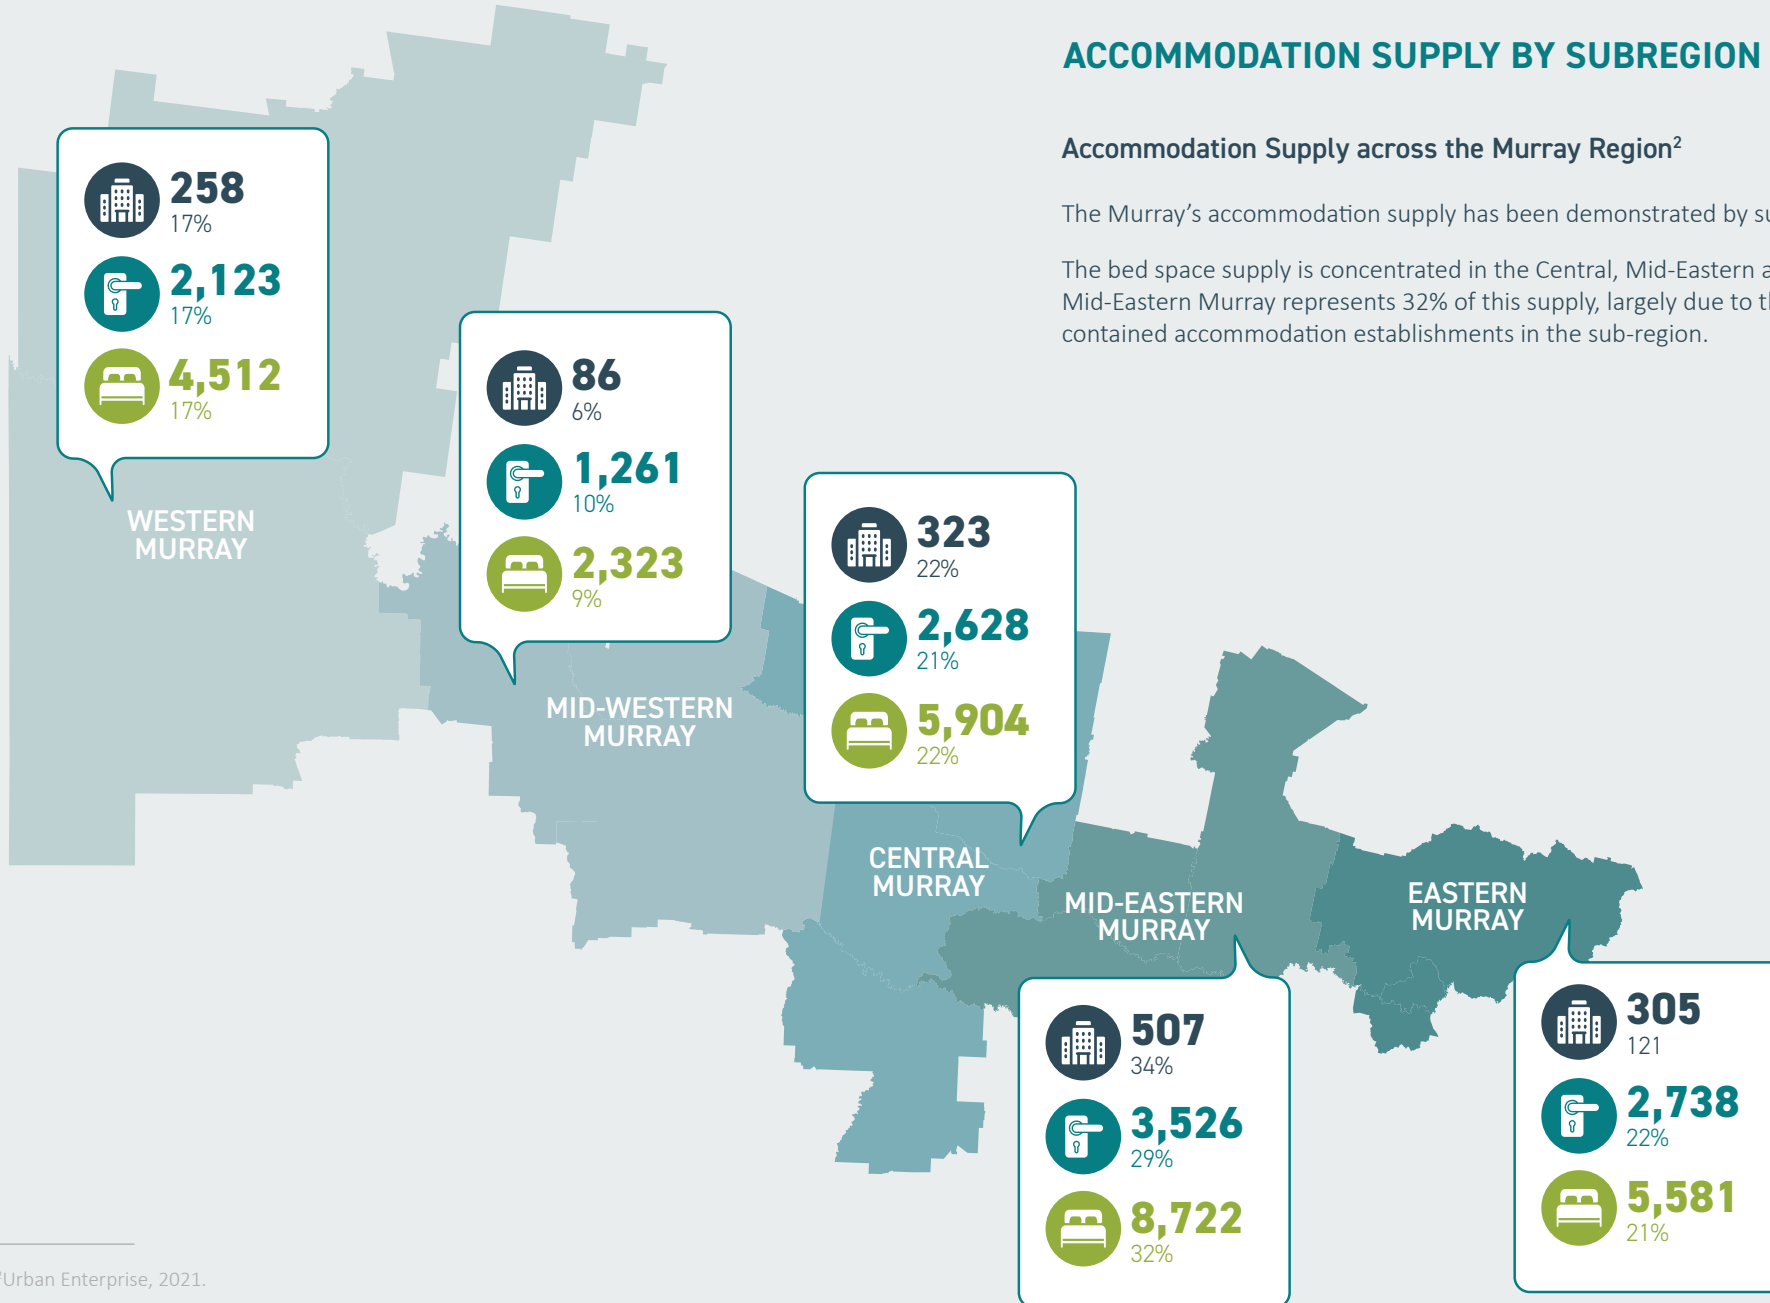 ACCOMMODATION SUPPLY BY SUBREGION
Accommodation Supply across the Murray Region²
The Murray's accommodation supply has been demonstrated by
The bed space supply is concentrated in the Central, Mid-Eastern
Mid-Eastern Murray represents 32% of this supply, largely due to
contained accommodation establishments in the sub-region.
258
17%
2,123
17%
4,512
17%
WESTERN
MURRAY
86
6%
1,261
10%
2,323
9%
MID-WESTERN
MURRAY
323
22%
2,628
21%
5,904
22%
CENTRAL
MURRAY
MID-EASTERN
MURRAY
507
34%
3,526
29%
8,722
32%
EASTERN
MURRAY
305
121
2,738
22%
5,581
21%
Urban Enterprise, 2021.